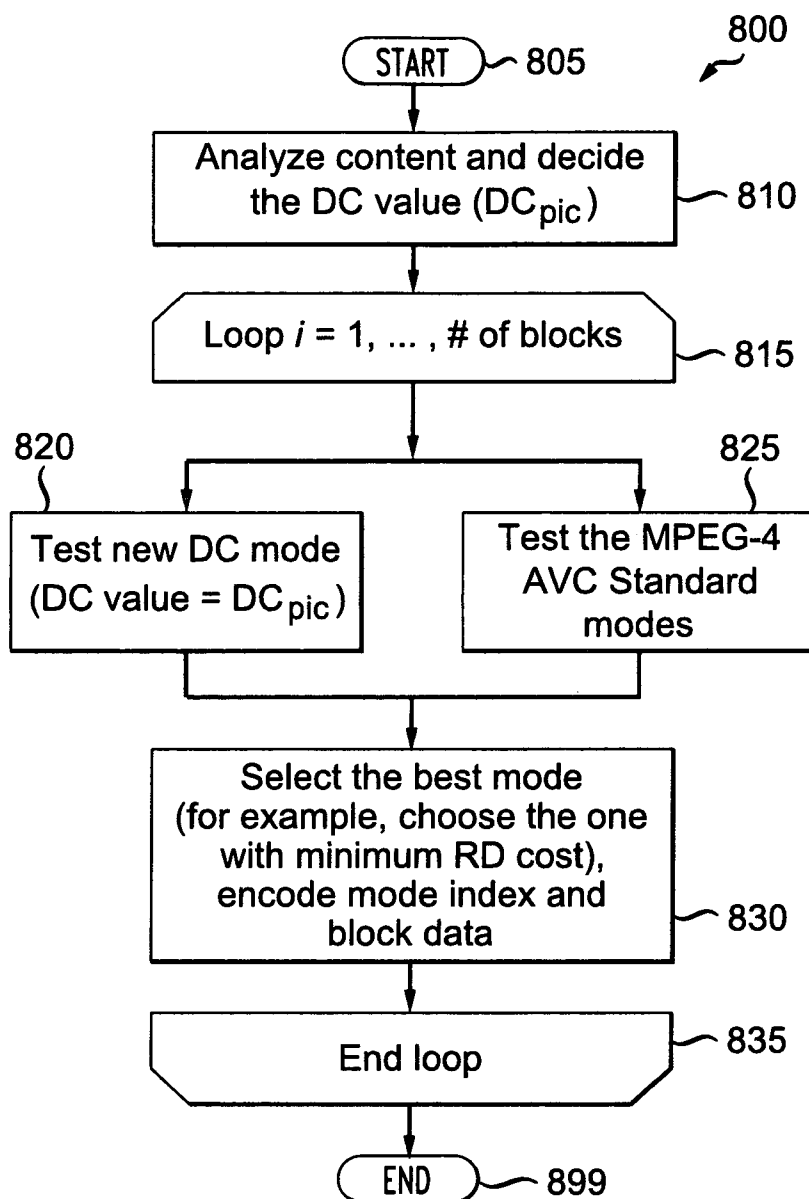 800
START
805
Analyze content and decide
the DC value (DCpic)
810
Loop i = 1, ... , # of blocks
815
820
825
Test new DC mode
(DC value = DCpic)
Test the MPEG-4
AVC Standard
modes
Select the best mode
(for example, choose the one
with minimum RD cost),
encode mode index and
block data
830
End loop
835
END
899